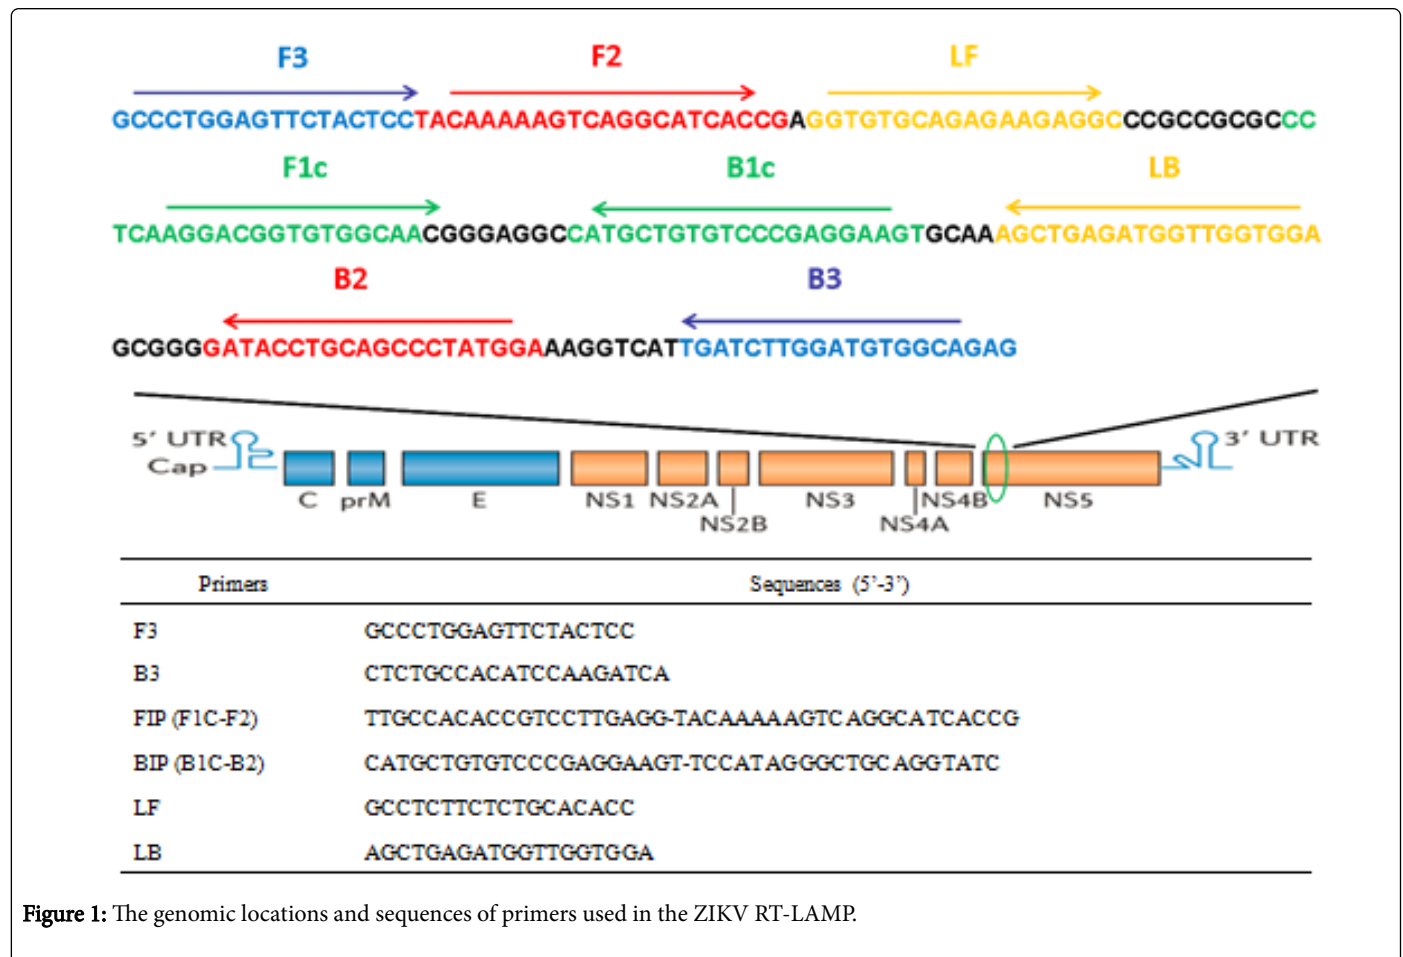 F3 F2 LF
GCCCTGGAGTTCTACTCCTACAAAAAGTCAGGCATCACCGAGGTGTGCAGAGAAGAGGCCCGCCGCGCCC
F1c B1c LB
TCAAGGACGGTGTGGCAACGGGAGGCCATGCTGTGTCCCGAGGAAGTGCAAAGCTGAGATGGTTGGTGGA
B2 B3
GCGGGGATACCTGCAGCCCTATGGAAAGGTCATTGATCTTGGATGTGGCAGAG
5′ UTR 3′ UTR
Cap
C prM E NS1 NS2A NS3 NS4B NS5
NS2B NS4A
Primers Sequences (5’-3’)
F3 GCCCTGGAGTTCTACTCC
B3 CTCTGCCACATCCAAGATCA
FIP (F1C-F2) TTGCCACACCGTCCTTGAGG-TACAAAAAGTCAGGCATCACCG
BIP (B1C-B2) CATGCTGTGTCCCGAGGAAGT-TCCATAGGGCTGCAGGTATC
LF GCCTCTTCTCTGCACACC
LB AGCTGAGATGGTTGGTGGA
Figure 1: The genomic locations and sequences of primers used in the ZIKV RT-LAMP.